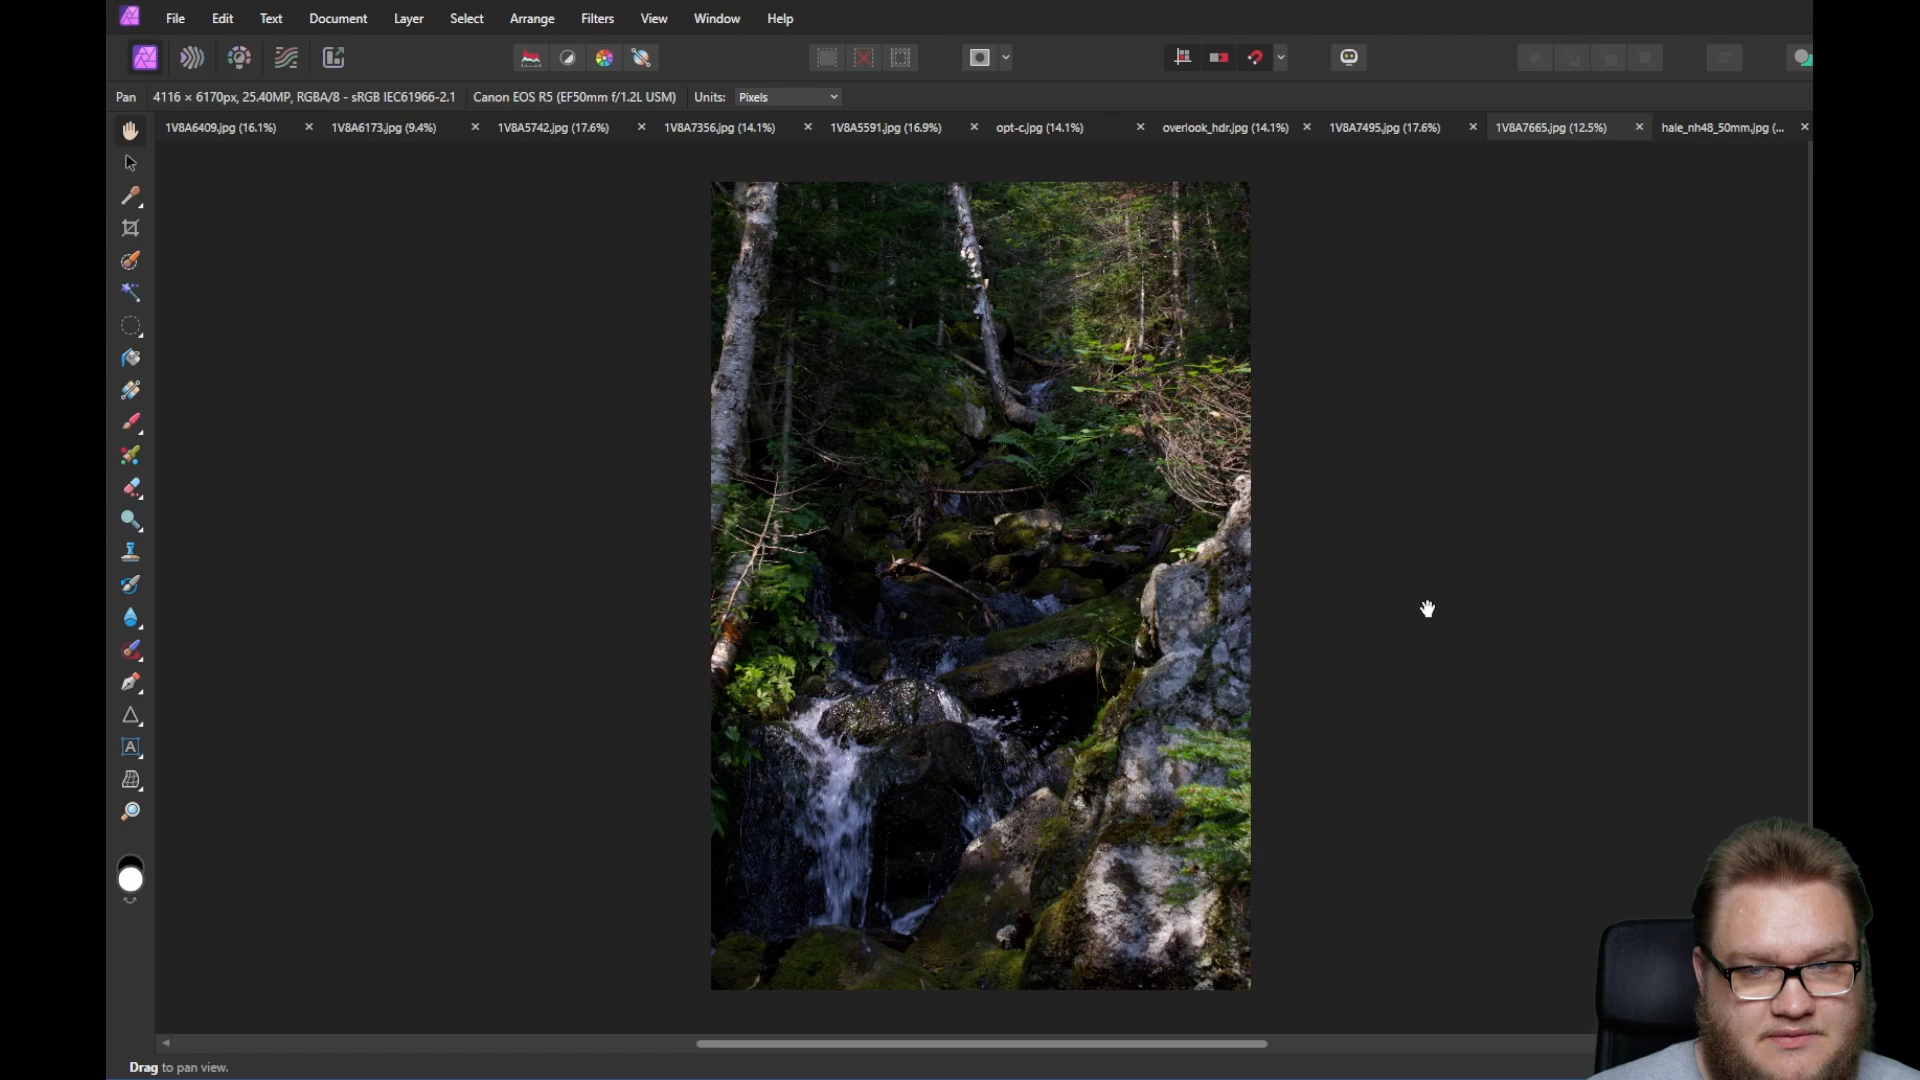 File Edit Text Document Layer Select Arrange Filters View Window Help
Pan 4116 × 6170px, 25.40MP, RGBA/8 - sRGB IEC61966-2.1 Canon EOS R5 (EF50mm f/1.2L USM) Units: Pixels
1V8A6409.jpg (16.1%) 1V8A6173.jpg (9.4%) 1V8A5742.jpg (17.6%) 1V8A7356.jpg (14.1%) 1V8A5591.jpg (16.9%) opt-c.jpg (14.1%) overlook_hdr.jpg (14.1%) 1V8A7495.jpg (17.6%) 1V8A7665.jpg (12.5%) hale_nh48_50mm.jpg (...
A
Drag to pan view.